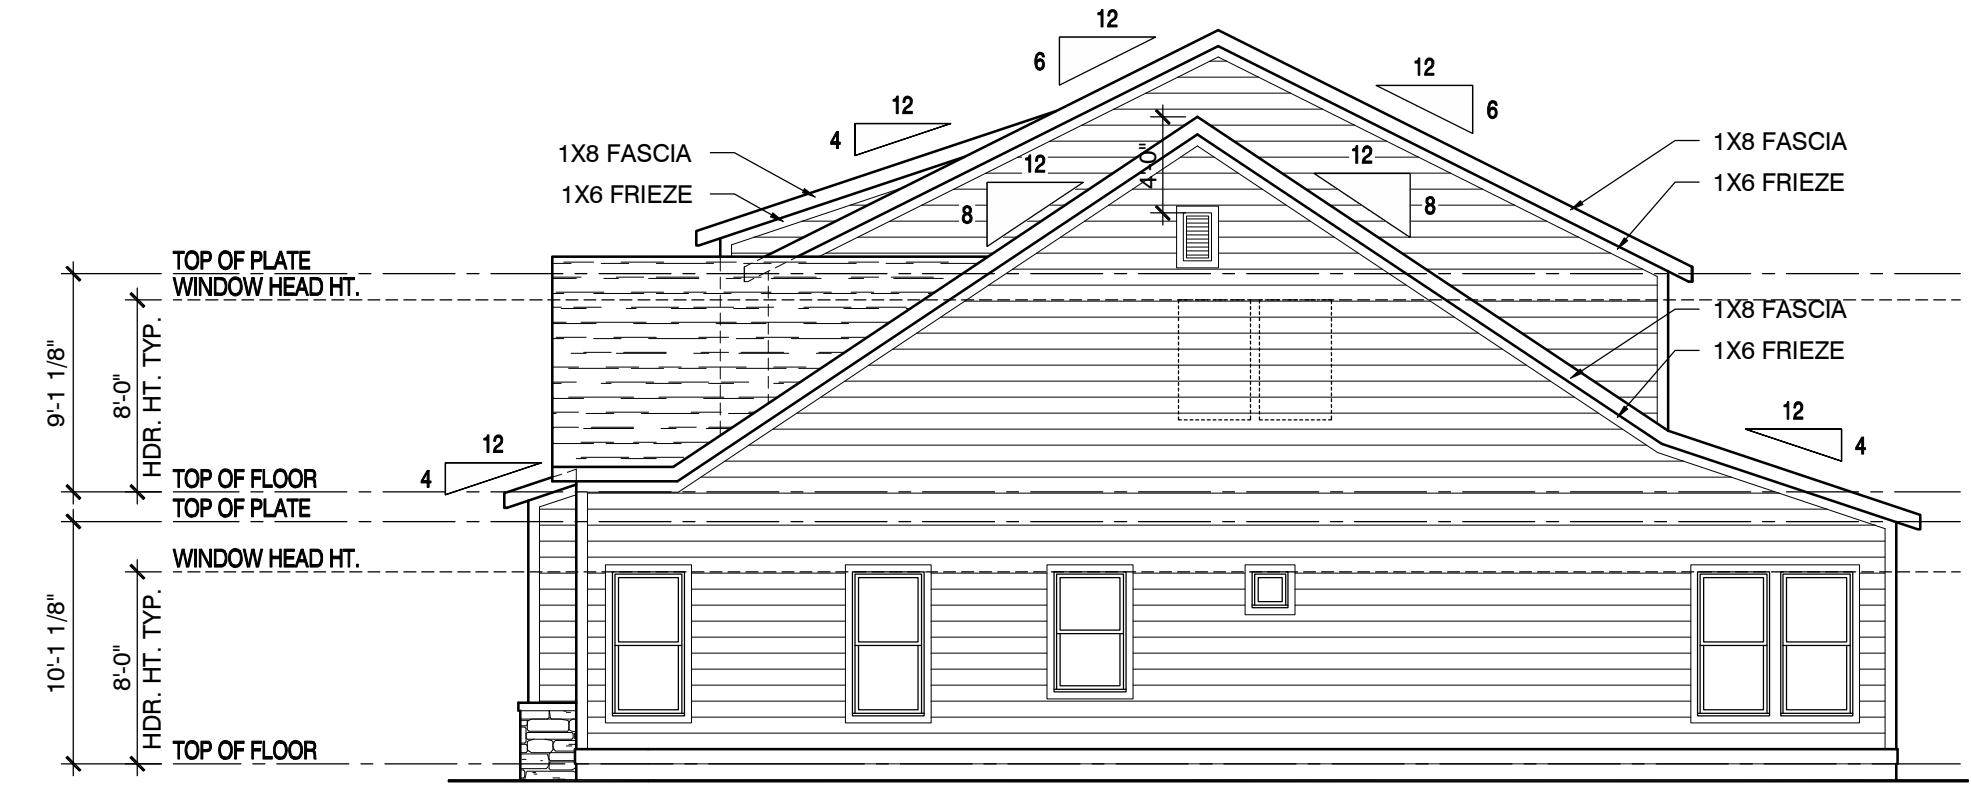 12
6
12
6
12
4
1X8 FASCIA
1X6 FRIEZE
12
8
4'-0"
12
8
1X8 FASCIA
1X6 FRIEZE
TOP OF PLATE
WINDOW HEAD HT.
9'-1 1/8"
8'-0"
HDR. HT. TYP.
1X8 FASCIA
1X6 FRIEZE
12
4
12
4
TOP OF FLOOR
TOP OF PLATE
WINDOW HEAD HT.
10'-1 1/8"
8'-0"
HDR. HT. TYP.
TOP OF FLOOR